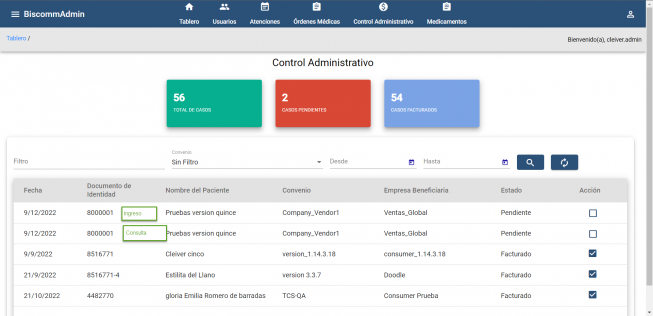 BiscommAdmin
Tablero Usuarios Atenciones Órdenes Médicos Control Administrativo Medicamentos
Tablero /
Bienvenido(a), cleiver.admin
Control Administrativo
56
TOTAL DE CASOS
2
CASOS PENDIENTES
54
CASOS FACTURADOS
Filtro
Convenio
Sin Filtro
Desde
Hasta
Fecha Documento de Identidad Nombre del Paciente Convenio Empresa Beneficiaria Estado Acción
9/12/2022 8000001 Ingreso Pruebas version quince Company_Vendor1 Ventas_Global Pendiente
9/12/2022 8000001 Consulta Pruebas version quince Company_Vendor1 Ventas_Global Pendiente
9/9/2022 8516771 Cleiver cinco version_1.14.3.18 consumer_1.14.3.18 Facturado
21/9/2022 8516771-4 Estilita del Llano version 3.3.7 Doodle Facturado
21/10/2022 4482770 gloria Emilia Romero de barradas TCS-QA Consumer Prueba Facturado